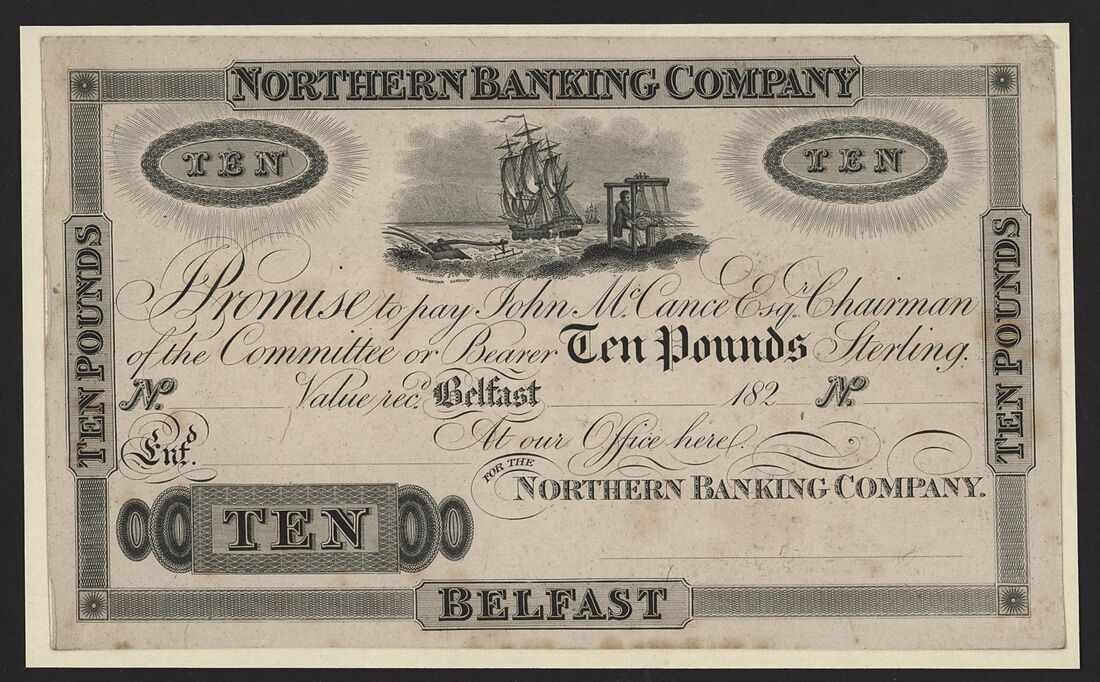 NORTHERN BANKING COMPANY
TEN
TEN
CARPENTER LONDON
TEN POUNDS
TEN POUNDS
I Promise to pay John McCance Esqr. Chairman
of the Committee or Bearer Ten Pounds Sterling.
No. Value recd. Belfast 182 No.
At our Office here.
Entd.
FOR THE
NORTHERN BANKING COMPANY.
TEN
BELFAST